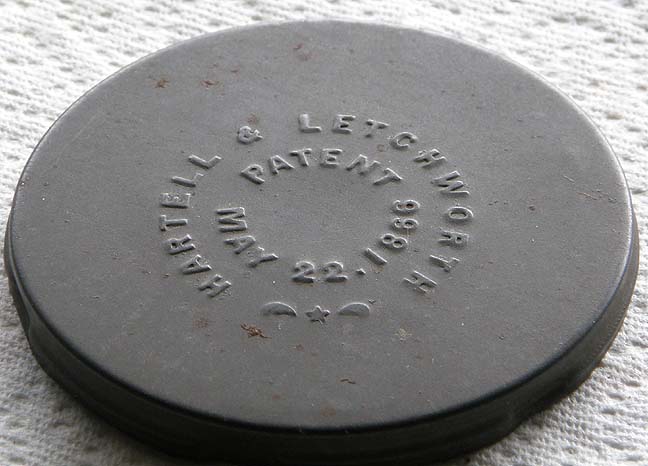 HARTELL & LETCHWORTH
PATENT
MAY 22. 1866